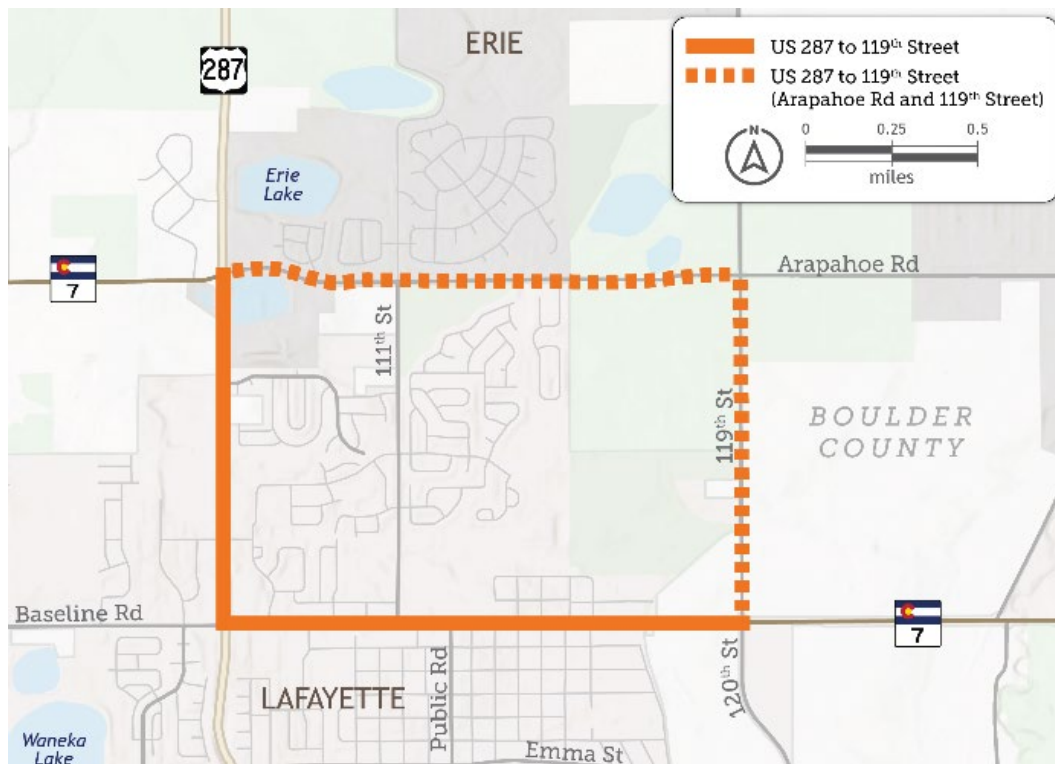 ERIE
287
US 287 to 119th Street
US 287 to 119th Street
(Arapahoe Rd and 119th Street)
N
0 0.25 0.5
miles
Erie
Lake
7
Arapahoe Rd
111th St
119th St
BOULDER
COUNTY
Baseline Rd
7
LAFAYETTE
Public Rd
120th St
Waneka
Lake
Emma St